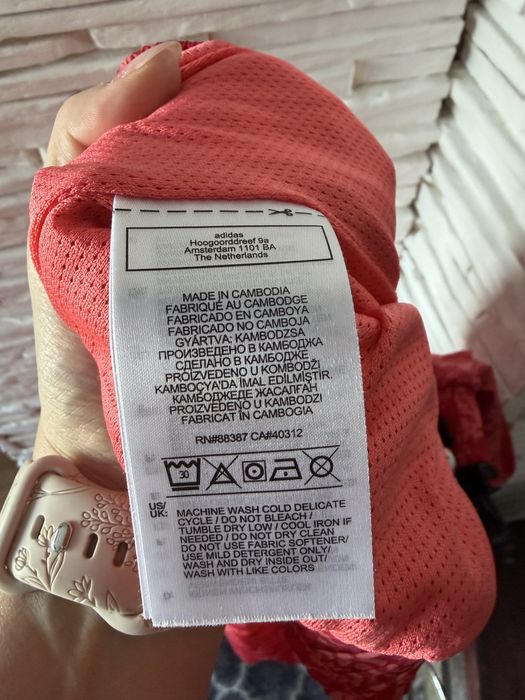 adidas
Hoogoorddreef 9a
Amsterdam 1101 BA
The Netherlands
MADE IN CAMBODIA
FABRIQUÉ AU CAMBODGE
FABRICADO EN CAMBOYA
FABRICADO NO CAMBOJA
GYÁRTVA: KAMBODZSA
ПРОИЗВЕДЕНО В КАМБОДЖА
СДЕЛАНО В КАМБОДЖЕ
PROIZVEDENO U KOMBODŽI
KAMBOÇYA'DA İMAL EDİLMİŞTİR.
КАМБОДЖЕДЕ ЖАСАЛҒАН
PROIZVEDENO U KAMBODŽI
FABRICAT ÎN CAMBOGIA
RN#88387 CA#40312
30
US/
UK:
MACHINE WASH COLD DELICATE
CYCLE / DO NOT BLEACH /
TUMBLE DRY LOW / COOL IRON IF
NEEDED / DO NOT DRY CLEAN
DO NOT USE FABRIC SOFTENER/
USE MILD DETERGENT ONLY/
WASH AND DRY INSIDE OUT/
WASH WITH LIKE COLORS